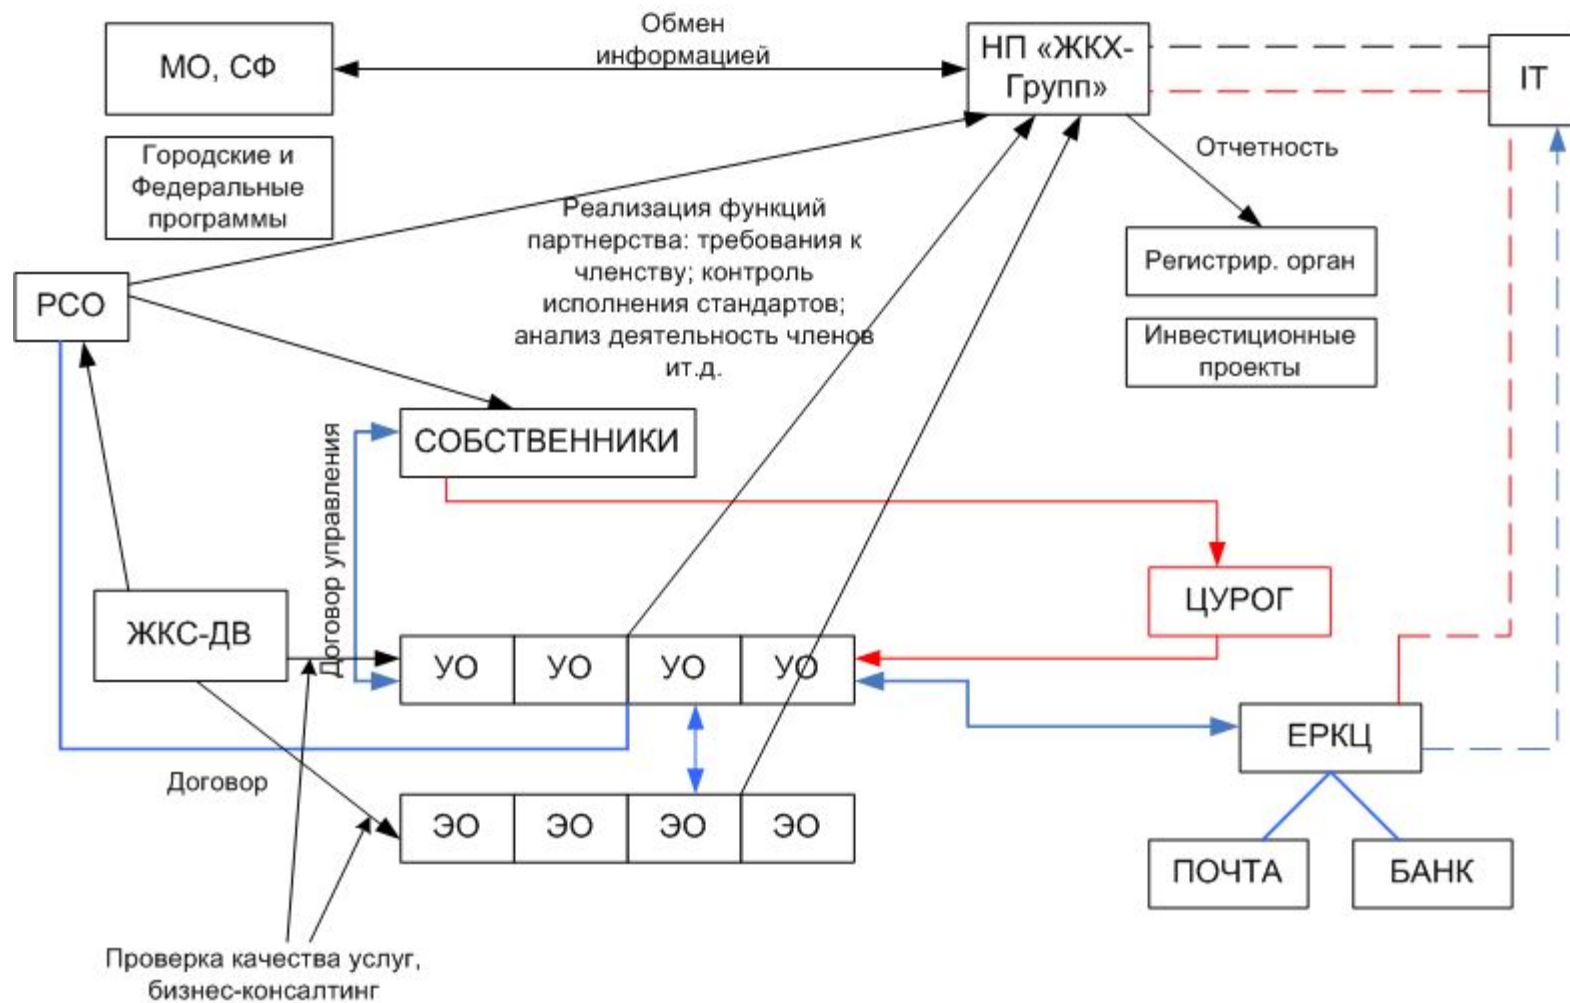 МО, СФ
Обмен
информацией
НП «ЖКХ-
Групп»
IT
Городские и
Федеральные
программы
Отчетность
Реализация функций
партнерства: требования к
членству; контроль
исполнения стандартов;
анализ деятельность членов
ит.д.
Регистрир. орган
Инвестиционные
проекты
РСО
СОБСТВЕННИКИ
Договор управления
ЦУРОГ
ЖКС-ДВ
УО
УО
УО
УО
ЕРКЦ
Договор
ЭО
ЭО
ЭО
ЭО
ПОЧТА
БАНК
Проверка качества услуг,
бизнес-консалтинг